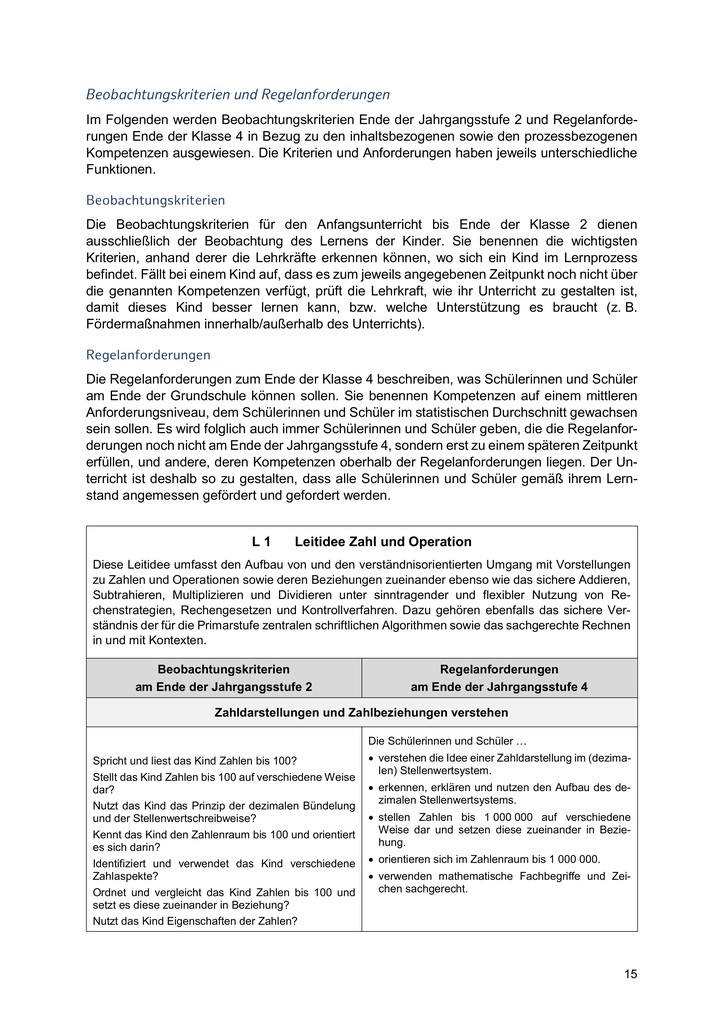 Beobachtungskriterien und Regelanforderungen
Im Folgenden werden Beobachtungskriterien Ende der Jahrgangsstufe 2 und Regelanforde-
rungen Ende der Klasse 4 in Bezug zu den inhaltsbezogenen sowie den prozessbezogenen
Kompetenzen ausgewiesen. Die Kriterien und Anforderungen haben jeweils unterschiedliche
Funktionen.
Beobachtungskriterien
Die Beobachtungskriterien für den Anfangsunterricht bis Ende der Klasse 2 dienen
ausschließlich der Beobachtung des Lernens der Kinder. Sie benennen die wichtigsten
Kriterien, anhand derer die Lehrkräfte erkennen können, wo sich ein Kind im Lernprozess
befindet. Fällt bei einem Kind auf, dass es zum jeweils angegebenen Zeitpunkt noch nicht über
die genannten Kompetenzen verfügt, prüft die Lehrkraft, wie ihr Unterricht zu gestalten ist,
damit dieses Kind besser lernen kann, bzw. welche Unterstützung es braucht (z. B.
Fördermaßnahmen innerhalb/außerhalb des Unterrichts).
Regelanforderungen
Die Regelanforderungen zum Ende der Klasse 4 beschreiben, was Schülerinnen und Schüler
am Ende der Grundschule können sollen. Sie benennen Kompetenzen auf einem mittleren
Anforderungsniveau, dem Schülerinnen und Schüler im statistischen Durchschnitt gewachsen
sein sollen. Es wird folglich auch immer Schülerinnen und Schüler geben, die die Regelanfor-
derungen noch nicht am Ende der Jahrgangsstufe 4, sondern erst zu einem späteren Zeitpunkt
erfüllen, und andere, deren Kompetenzen oberhalb der Regelanforderungen liegen. Der Un-
terricht ist deshalb so zu gestalten, dass alle Schülerinnen und Schüler gemäß ihrem Lern-
stand angemessen gefördert und gefordert werden.
L 1 Leitidee Zahl und Operation
Diese Leitidee umfasst den Aufbau von und den verständnisorientierten Umgang mit Vorstellungen
zu Zahlen und Operationen sowie deren Beziehungen zueinander ebenso wie das sichere Addieren,
Subtrahieren, Multiplizieren und Dividieren unter sinntragender und flexibler Nutzung von Re-
chenstrategien, Rechengesetzen und Kontrollverfahren. Dazu gehören ebenfalls das sichere Ver-
ständnis der für die Primarstufe zentralen schriftlichen Algorithmen sowie das sachgerechte Rechnen
in und mit Kontexten.
Beobachtungskriterien
am Ende der Jahrgangsstufe 2
Regelanforderungen
am Ende der Jahrgangsstufe 4
Zahldarstellungen und Zahlbeziehungen verstehen
Spricht und liest das Kind Zahlen bis 100?
Stellt das Kind Zahlen bis 100 auf verschiedene Weise
dar?
Nutzt das Kind das Prinzip der dezimalen Bündelung
und der Stellenwertschreibweise?
Kennt das Kind den Zahlenraum bis 100 und orientiert
es sich darin?
Identifiziert und verwendet das Kind verschiedene
Zahlaspekte?
Ordnet und vergleicht das Kind Zahlen bis 100 und
setzt es diese zueinander in Beziehung?
Nutzt das Kind Eigenschaften der Zahlen?
Die Schülerinnen und Schüler …
• verstehen die Idee einer Zahldarstellung im (dezima-
len) Stellenwertsystem.
• erkennen, erklären und nutzen den Aufbau des de-
zimalen Stellenwertsystems.
• stellen Zahlen bis 1 000 000 auf verschiedene
Weise dar und setzen diese zueinander in Bezie-
hung.
• orientieren sich im Zahlenraum bis 1 000 000.
• verwenden mathematische Fachbegriffe und Zei-
chen sachgerecht.
15